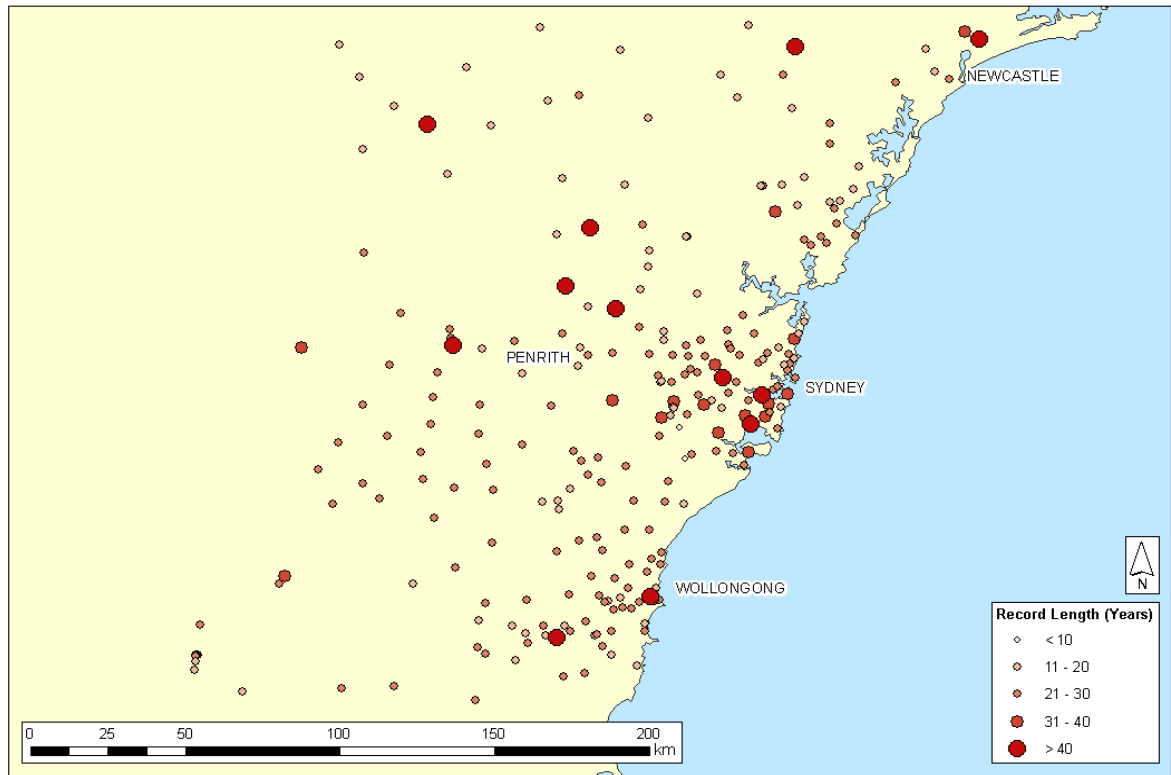 NEWCASTLE
PENRITH
SYDNEY
WOLLONGONG
N
Record Length (Years)
< 10
11 - 20
21 - 30
31 - 40
> 40
0 25 50 100 150 200
km